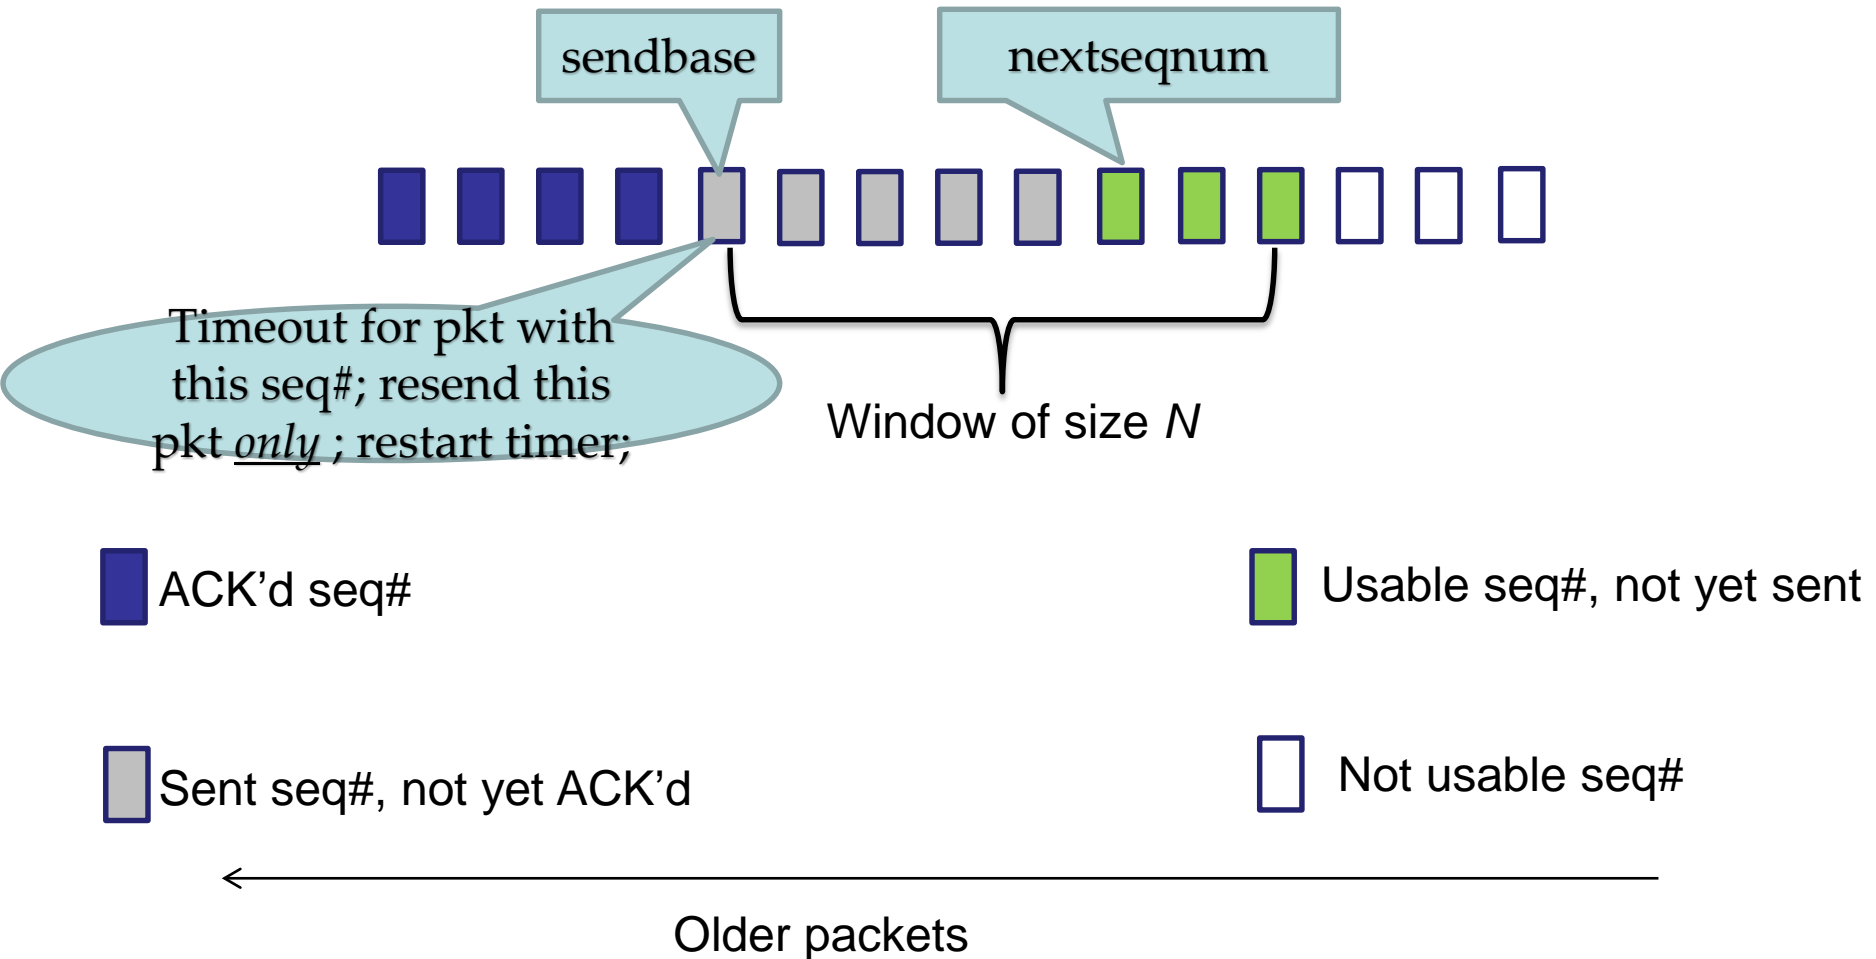 sendbase
nextseqnum
Timeout for pkt with
this seq#; resend this
pkt only ; restart timer;
Window of size N
ACK’d seq#
Usable seq#, not yet sent
Sent seq#, not yet ACK’d
Not usable seq#
Older packets